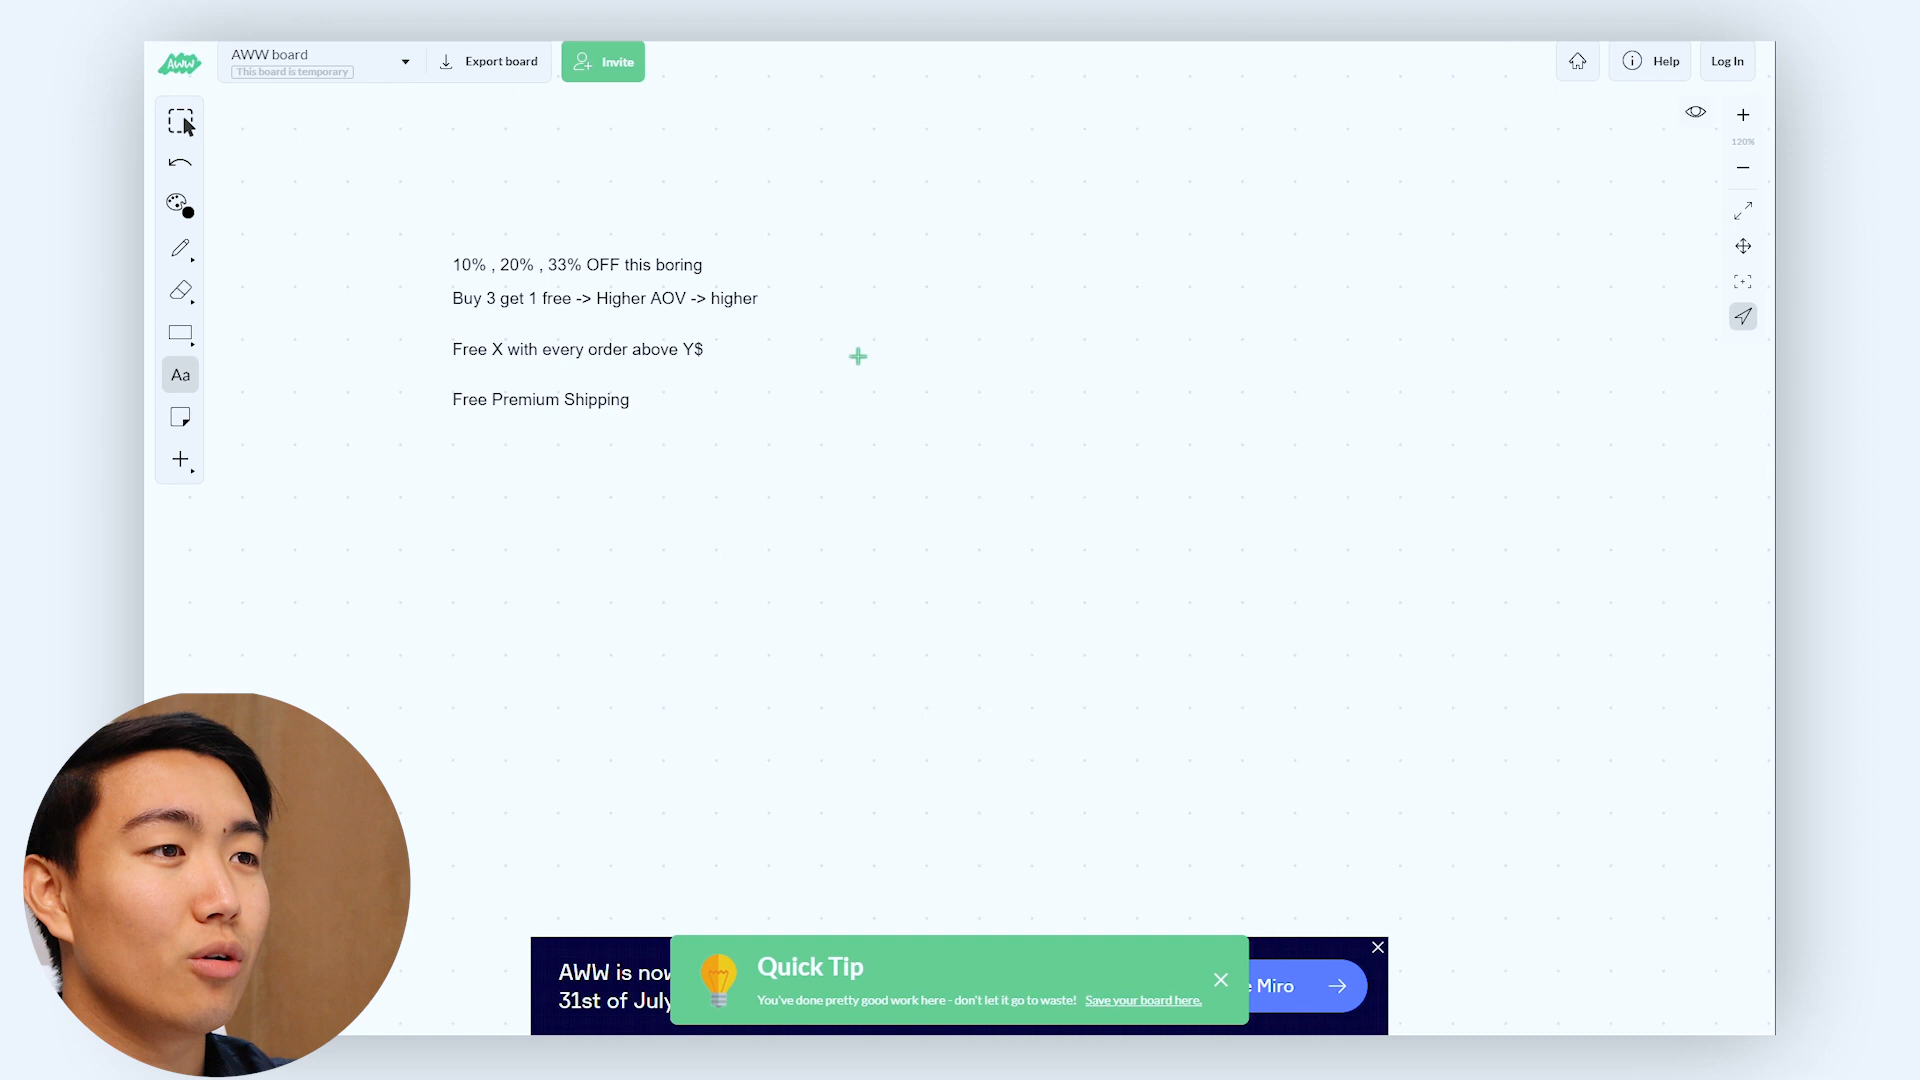 AWW
AWW board
This board is temporary
Export board
Invite
Help
Log In
120%
10% , 20% , 33% OFF this boring
Buy 3 get 1 free -> Higher AOV -> higher
Free X with every order above Y$
Aa
Free Premium Shipping
AWW is now
31st of July
Quick Tip
You've done pretty good work here - don't let it go to waste! Save your board here.
Miro